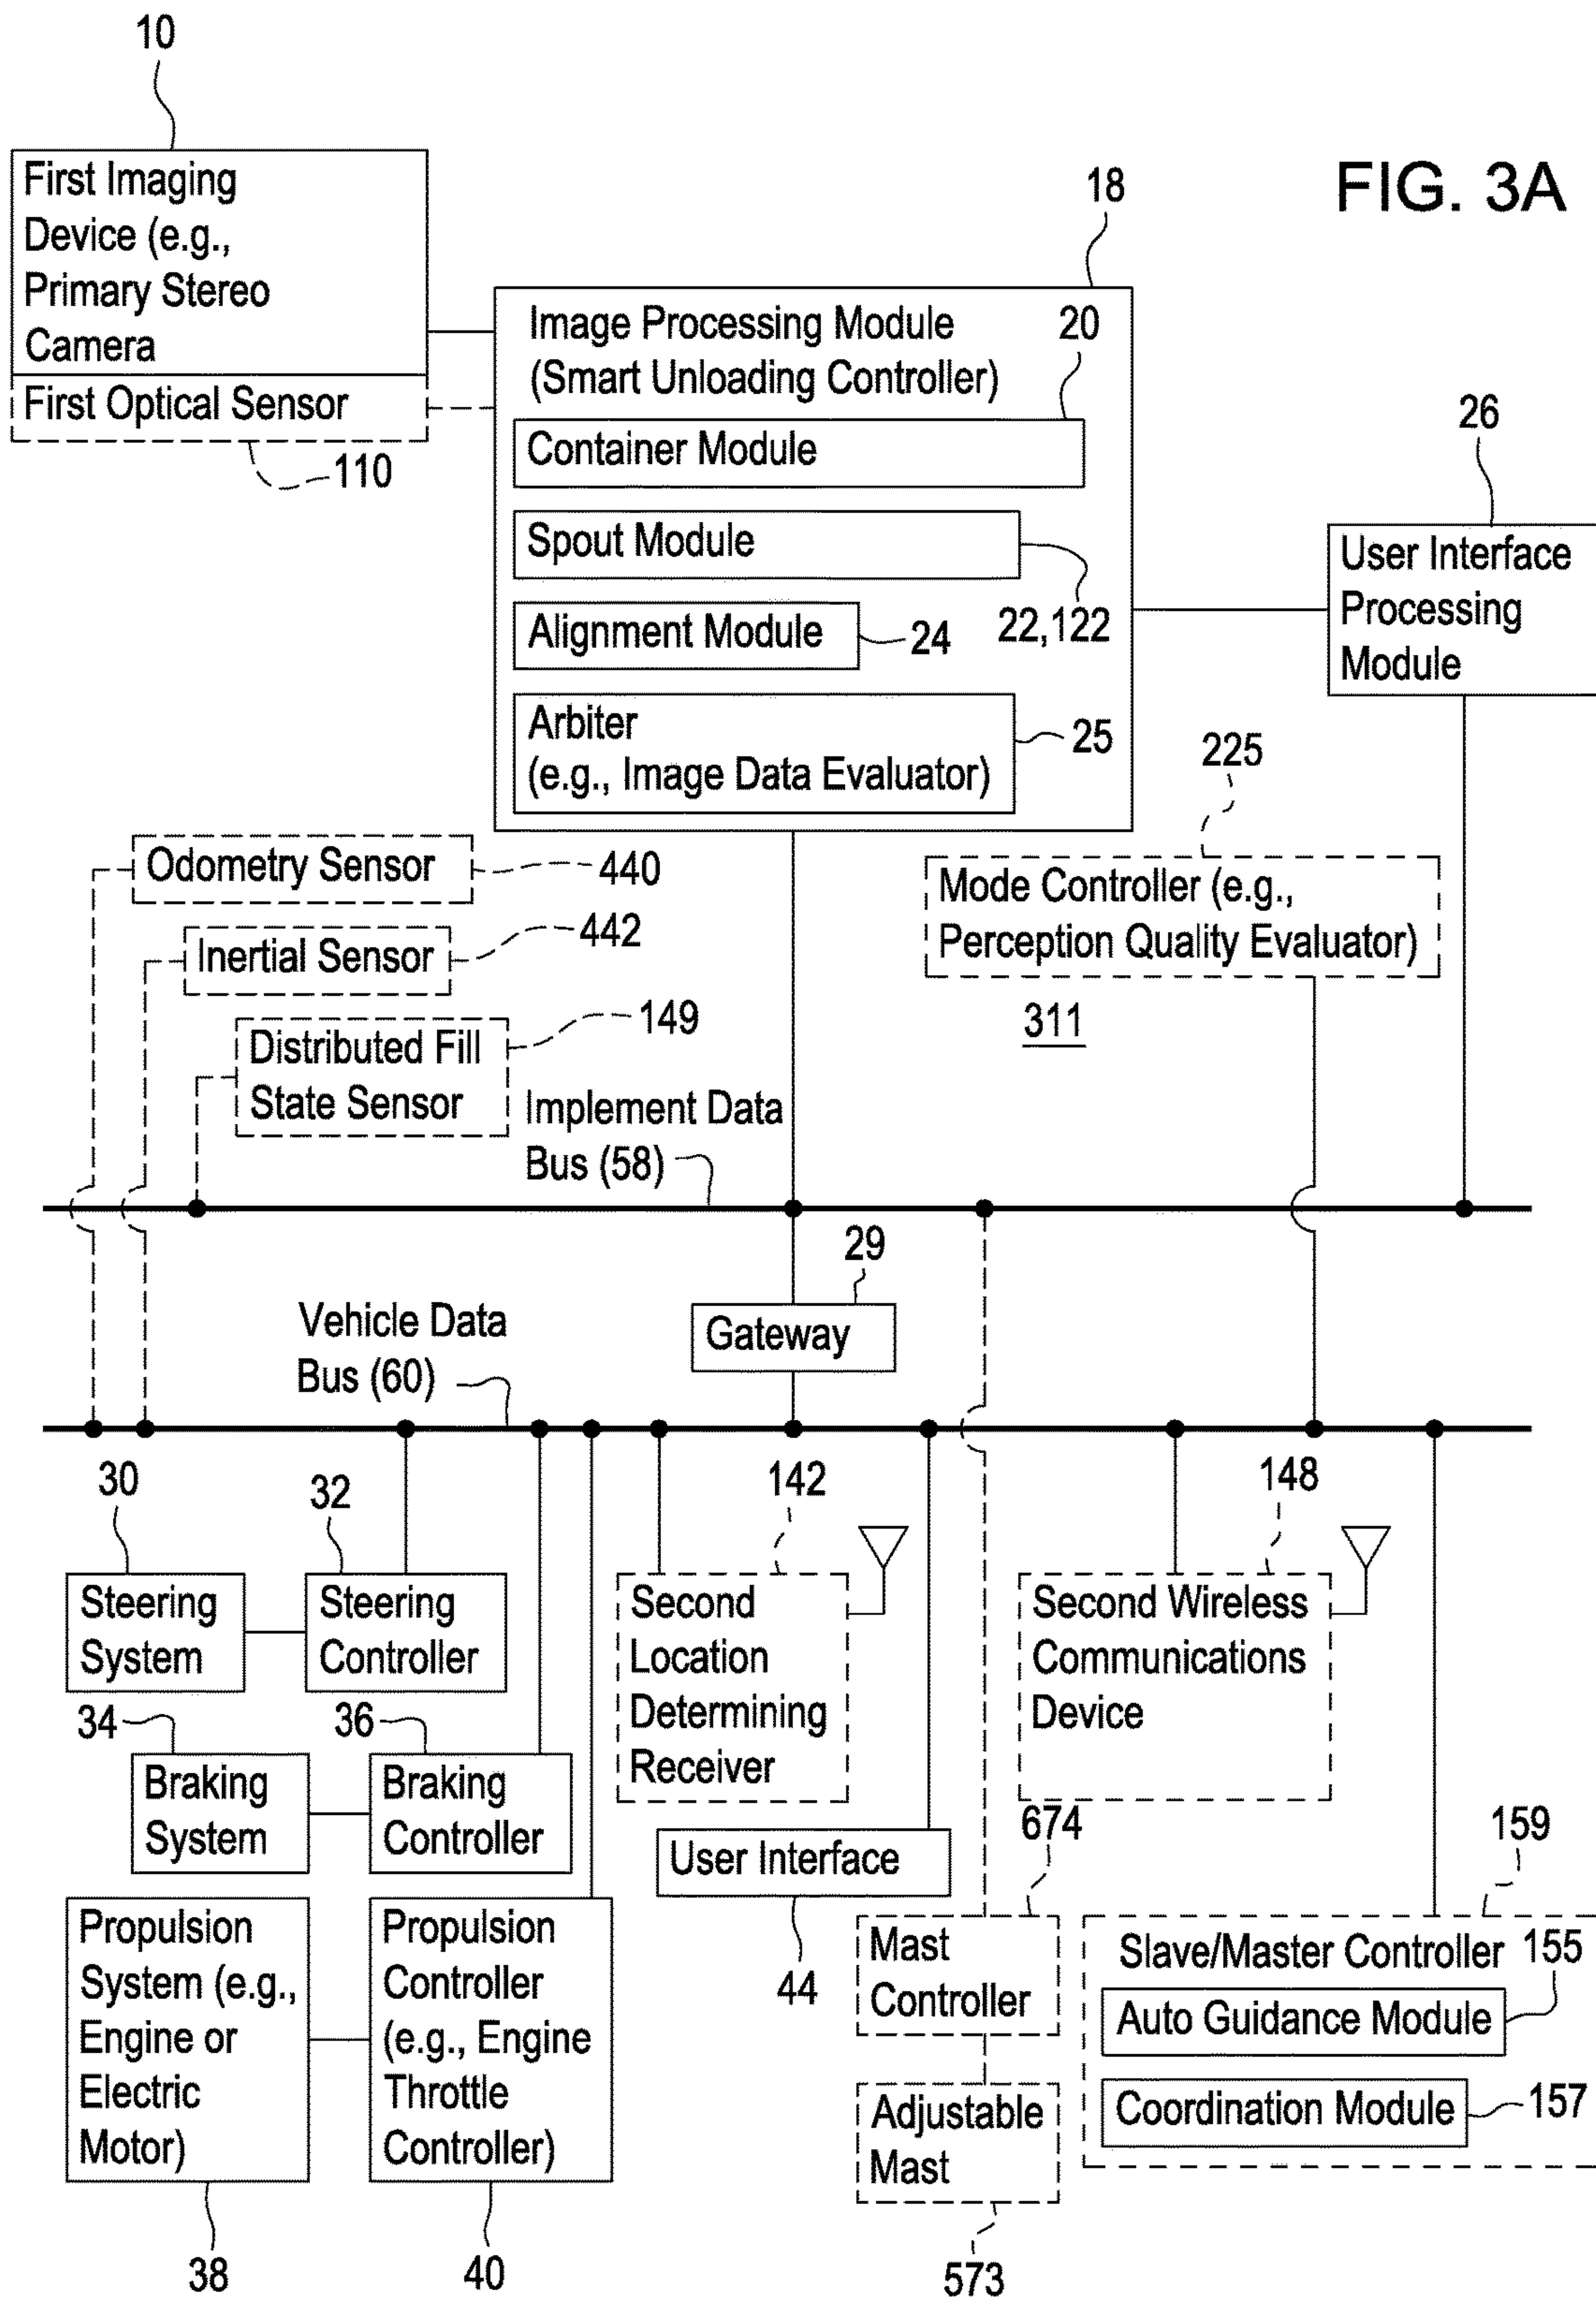 10
FIG. 3A
First Imaging
Device (e.g.,
Primary Stereo
Camera
First Optical Sensor
110
18
Image Processing Module
(Smart Unloading Controller)
20
Container Module
Spout Module
22,122
Alignment Module
24
Arbiter
(e.g., Image Data Evaluator)
25
26
User Interface
Processing
Module
225
Mode Controller (e.g.,
Perception Quality Evaluator)
311
Odometry Sensor
440
Inertial Sensor
442
Distributed Fill
State Sensor
149
Implement Data
Bus (58)
29
Gateway
Vehicle Data
Bus (60)
30
Steering
System
32
Steering
Controller
34
Braking
System
36
Braking
Controller
Propulsion
System (e.g.,
Engine or
Electric
Motor)
38
Propulsion
Controller
(e.g., Engine
Throttle
Controller)
40
142
Second
Location
Determining
Receiver
User Interface
44
148
Second Wireless
Communications
Device
674
Mast
Controller
Adjustable
Mast
573
159
Slave/Master Controller
155
Auto Guidance Module
Coordination Module
157